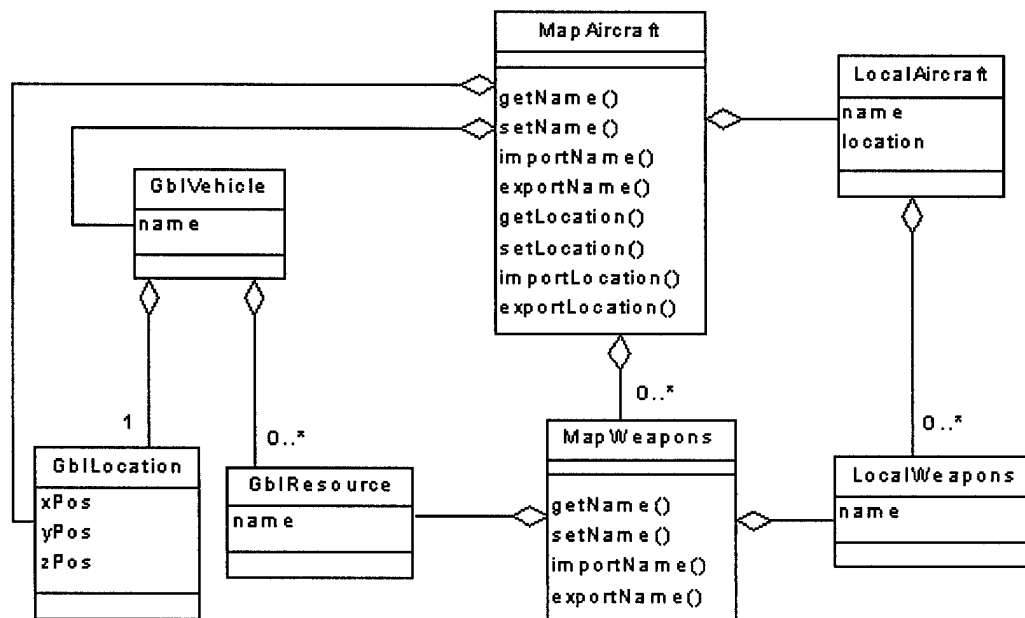 MapAircraft
getName()
setName()
importName()
exportName()
getLocation()
setLocation()
importLocation()
exportLocation()
LocalAircraft
name
location
GblVehicle
name
1
0..*
0..*
0..*
GblLocation
xPos
yPos
zPos
GblResource
name
MapWeapons
getName()
setName()
importName()
exportName()
LocalWeapons
name